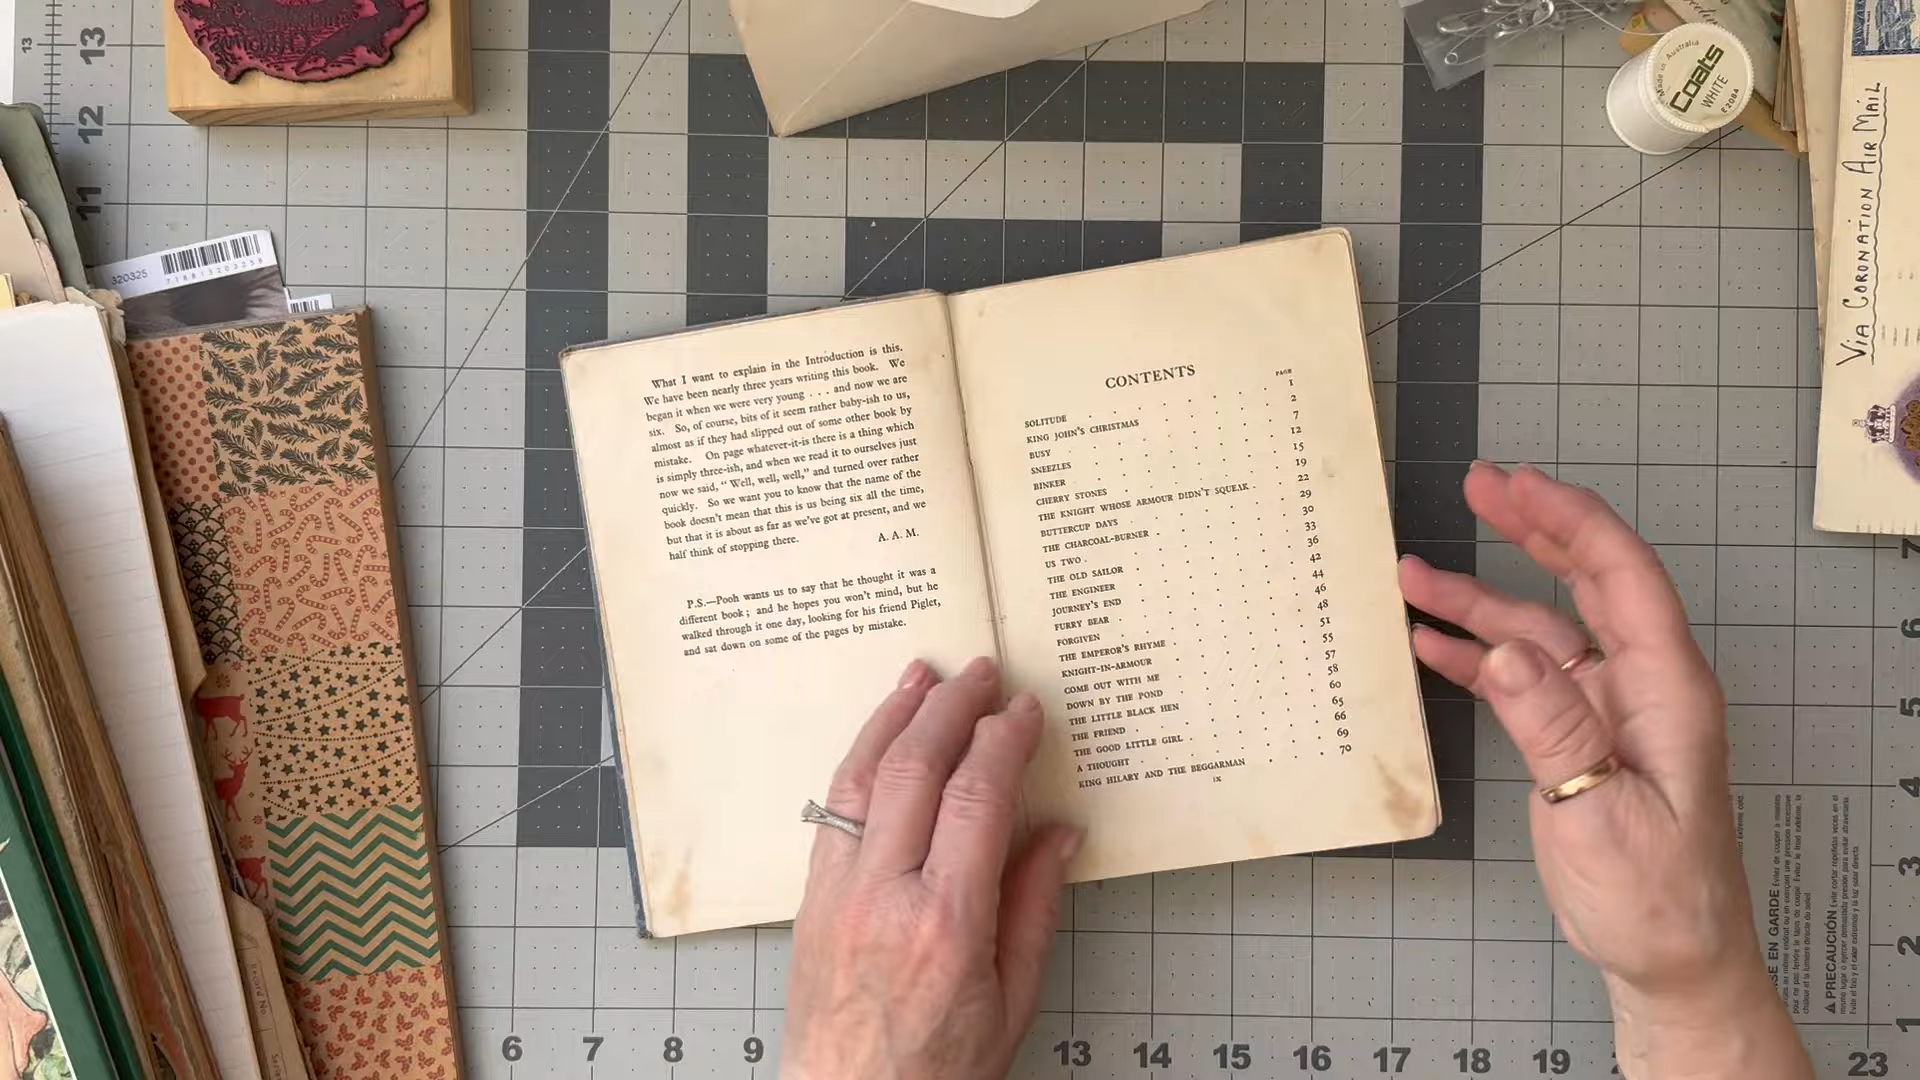 13
13
12
11
320325
718813203258
Made in Australia
Coats
WHITE
E2084
VIA CORONATION AIR MAIL
What I want to explain in the Introduction is this.
We have been nearly three years writing this book. We
began it when we were very young . . . and now we are
six. So, of course, bits of it seem rather baby-ish to us,
almost as if they had slipped out of some other book by
mistake. On page whatever-it-is there is a thing which
is simply three-ish, and when we read it to ourselves just
now we said, “ Well, well, well,” and turned over rather
quickly. So we want you to know that the name of the
book doesn't mean that this is us being six all the time,
but that it is about as far as we've got at present, and we
half think of stopping there.
A. A. M.
P.S.—Pooh wants us to say that he thought it was a
different book ; and he hopes you won't mind, but he
walked through it one day, looking for his friend Piglet,
and sat down on some of the pages by mistake.
CONTENTS
PAGE
SOLITUDE 1
KING JOHN'S CHRISTMAS 2
BUSY 7
SNEEZLES 12
BINKER 15
CHERRY STONES 19
THE KNIGHT WHOSE ARMOUR DIDN'T SQUEAK 22
BUTTERCUP DAYS 29
THE CHARCOAL-BURNER 30
US TWO 33
THE OLD SAILOR 36
THE ENGINEER 42
JOURNEY'S END 44
FURRY BEAR 46
FORGIVEN 48
THE EMPEROR'S RHYME 51
KNIGHT-IN-ARMOUR 55
COME OUT WITH ME 57
DOWN BY THE POND 58
THE LITTLE BLACK HEN 60
THE FRIEND 65
THE GOOD LITTLE GIRL 66
A THOUGHT 69
KING HILARY AND THE BEGGARMAN 70
ix
7
6
5
4
3
2
1
EN GARDE
PRECAUCIÓN
6 7 8 9 13 14 15 16 17 18 19 23